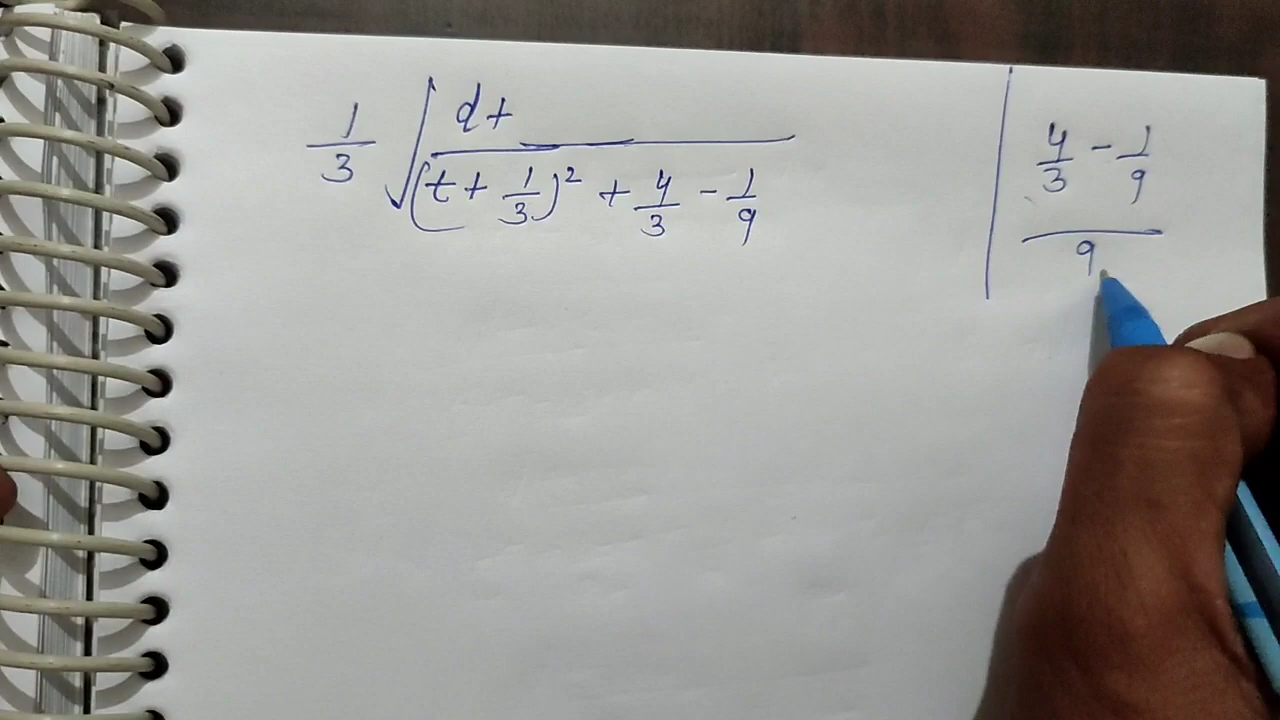 1/3 ∫ dt / (t + 1/3)² + 4/3 - 1/9
4/3 - 1/9
9